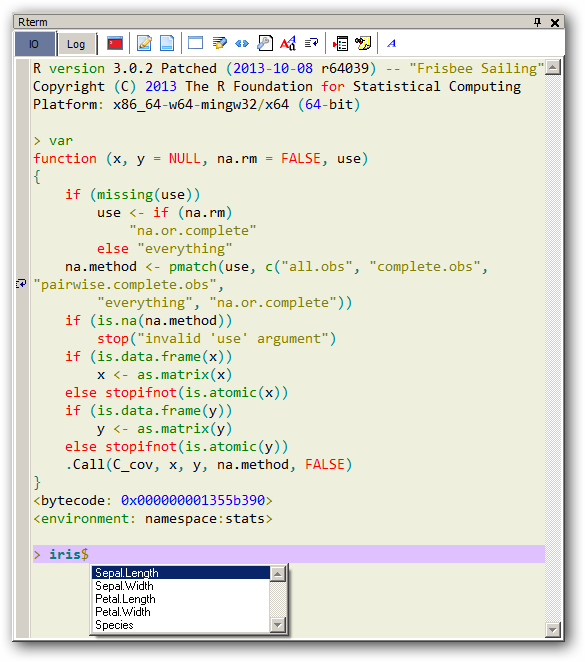 Rterm
IO Log
R version 3.0.2 Patched (2013-10-08 r64039) -- "Frisbee Sailing"
Copyright (C) 2013 The R Foundation for Statistical Computing
Platform: x86_64-w64-mingw32/x64 (64-bit)
> var
function (x, y = NULL, na.rm = FALSE, use)
{
    if (missing(use))
        use <- if (na.rm)
            "na.or.complete"
        else "everything"
    na.method <- pmatch(use, c("all.obs", "complete.obs",
"pairwise.complete.obs",
        "everything", "na.or.complete"))
    if (is.na(na.method))
        stop("invalid 'use' argument")
    if (is.data.frame(x))
        x <- as.matrix(x)
    else stopifnot(is.atomic(x))
    if (is.data.frame(y))
        y <- as.matrix(y)
    else stopifnot(is.atomic(y))
    .Call(C_cov, x, y, na.method, FALSE)
}
<bytecode: 0x000000001355b390>
<environment: namespace:stats>
> iris$
Sepal.Length
Sepal.Width
Petal.Length
Petal.Width
Species